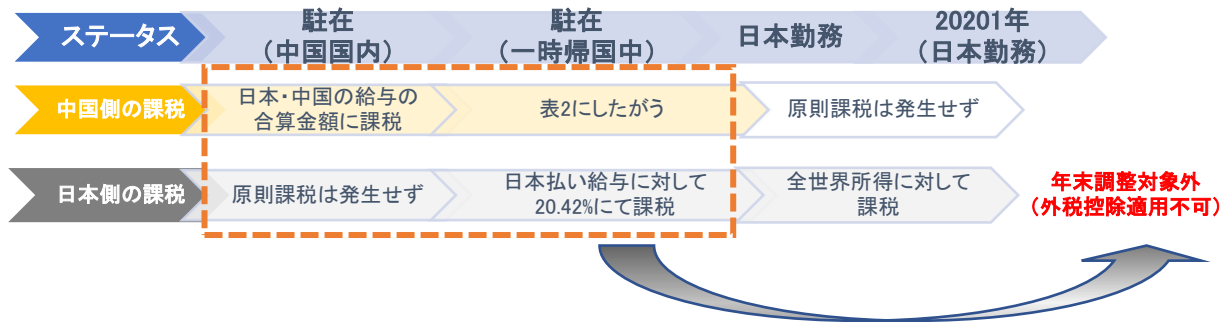 ステータス
駐在
（中国国内）
駐在
（一時帰国中）
日本勤務
20201年
（日本勤務）
中国側の課税
日本・中国の給与の
合算金額に課税
表2にしたがう
原則課税は発生せず
日本側の課税
原則課税は発生せず
日本払い給与に対して
20.42%にて課税
全世界所得に対して
課税
年末調整対象外
（外税控除適用不可）